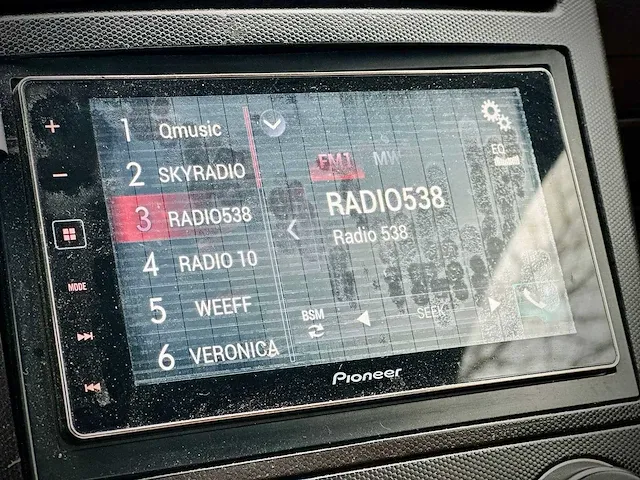 1 Qmusic
2 SKYRADIO
3 RADIO538
4 RADIO 10
5 WEEFF
6 VERONICA
FM1 MW
EQ
RADIO538
Radio 538
BSM SEEK
MODE
Pioneer